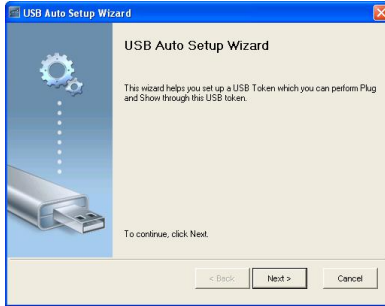 USB Auto Setup Wizard
USB Auto Setup Wizard
This wizard helps you set up a USB Token which you can perform Plug
and Show through this USB token.
To continue, click Next.
< Back
Next >
Cancel